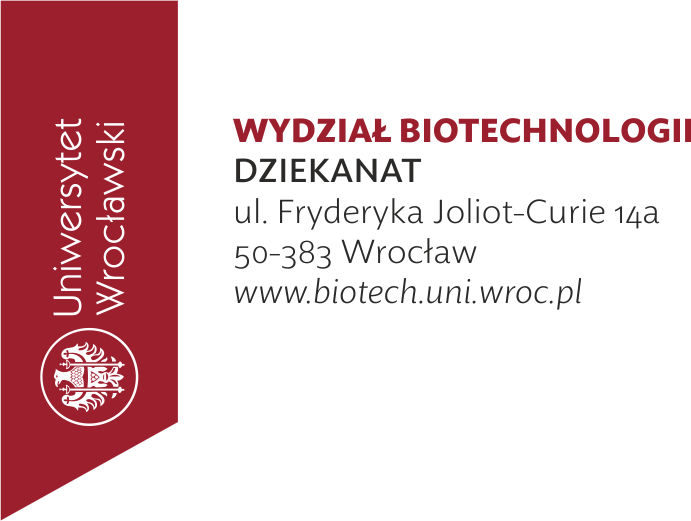 Uniwersytet
Wrocławski
WYDZIAŁ BIOTECHNOLOGII
DZIEKANAT
ul. Fryderyka Joliot-Curie 14a
50-383 Wrocław
www.biotech.uni.wroc.pl